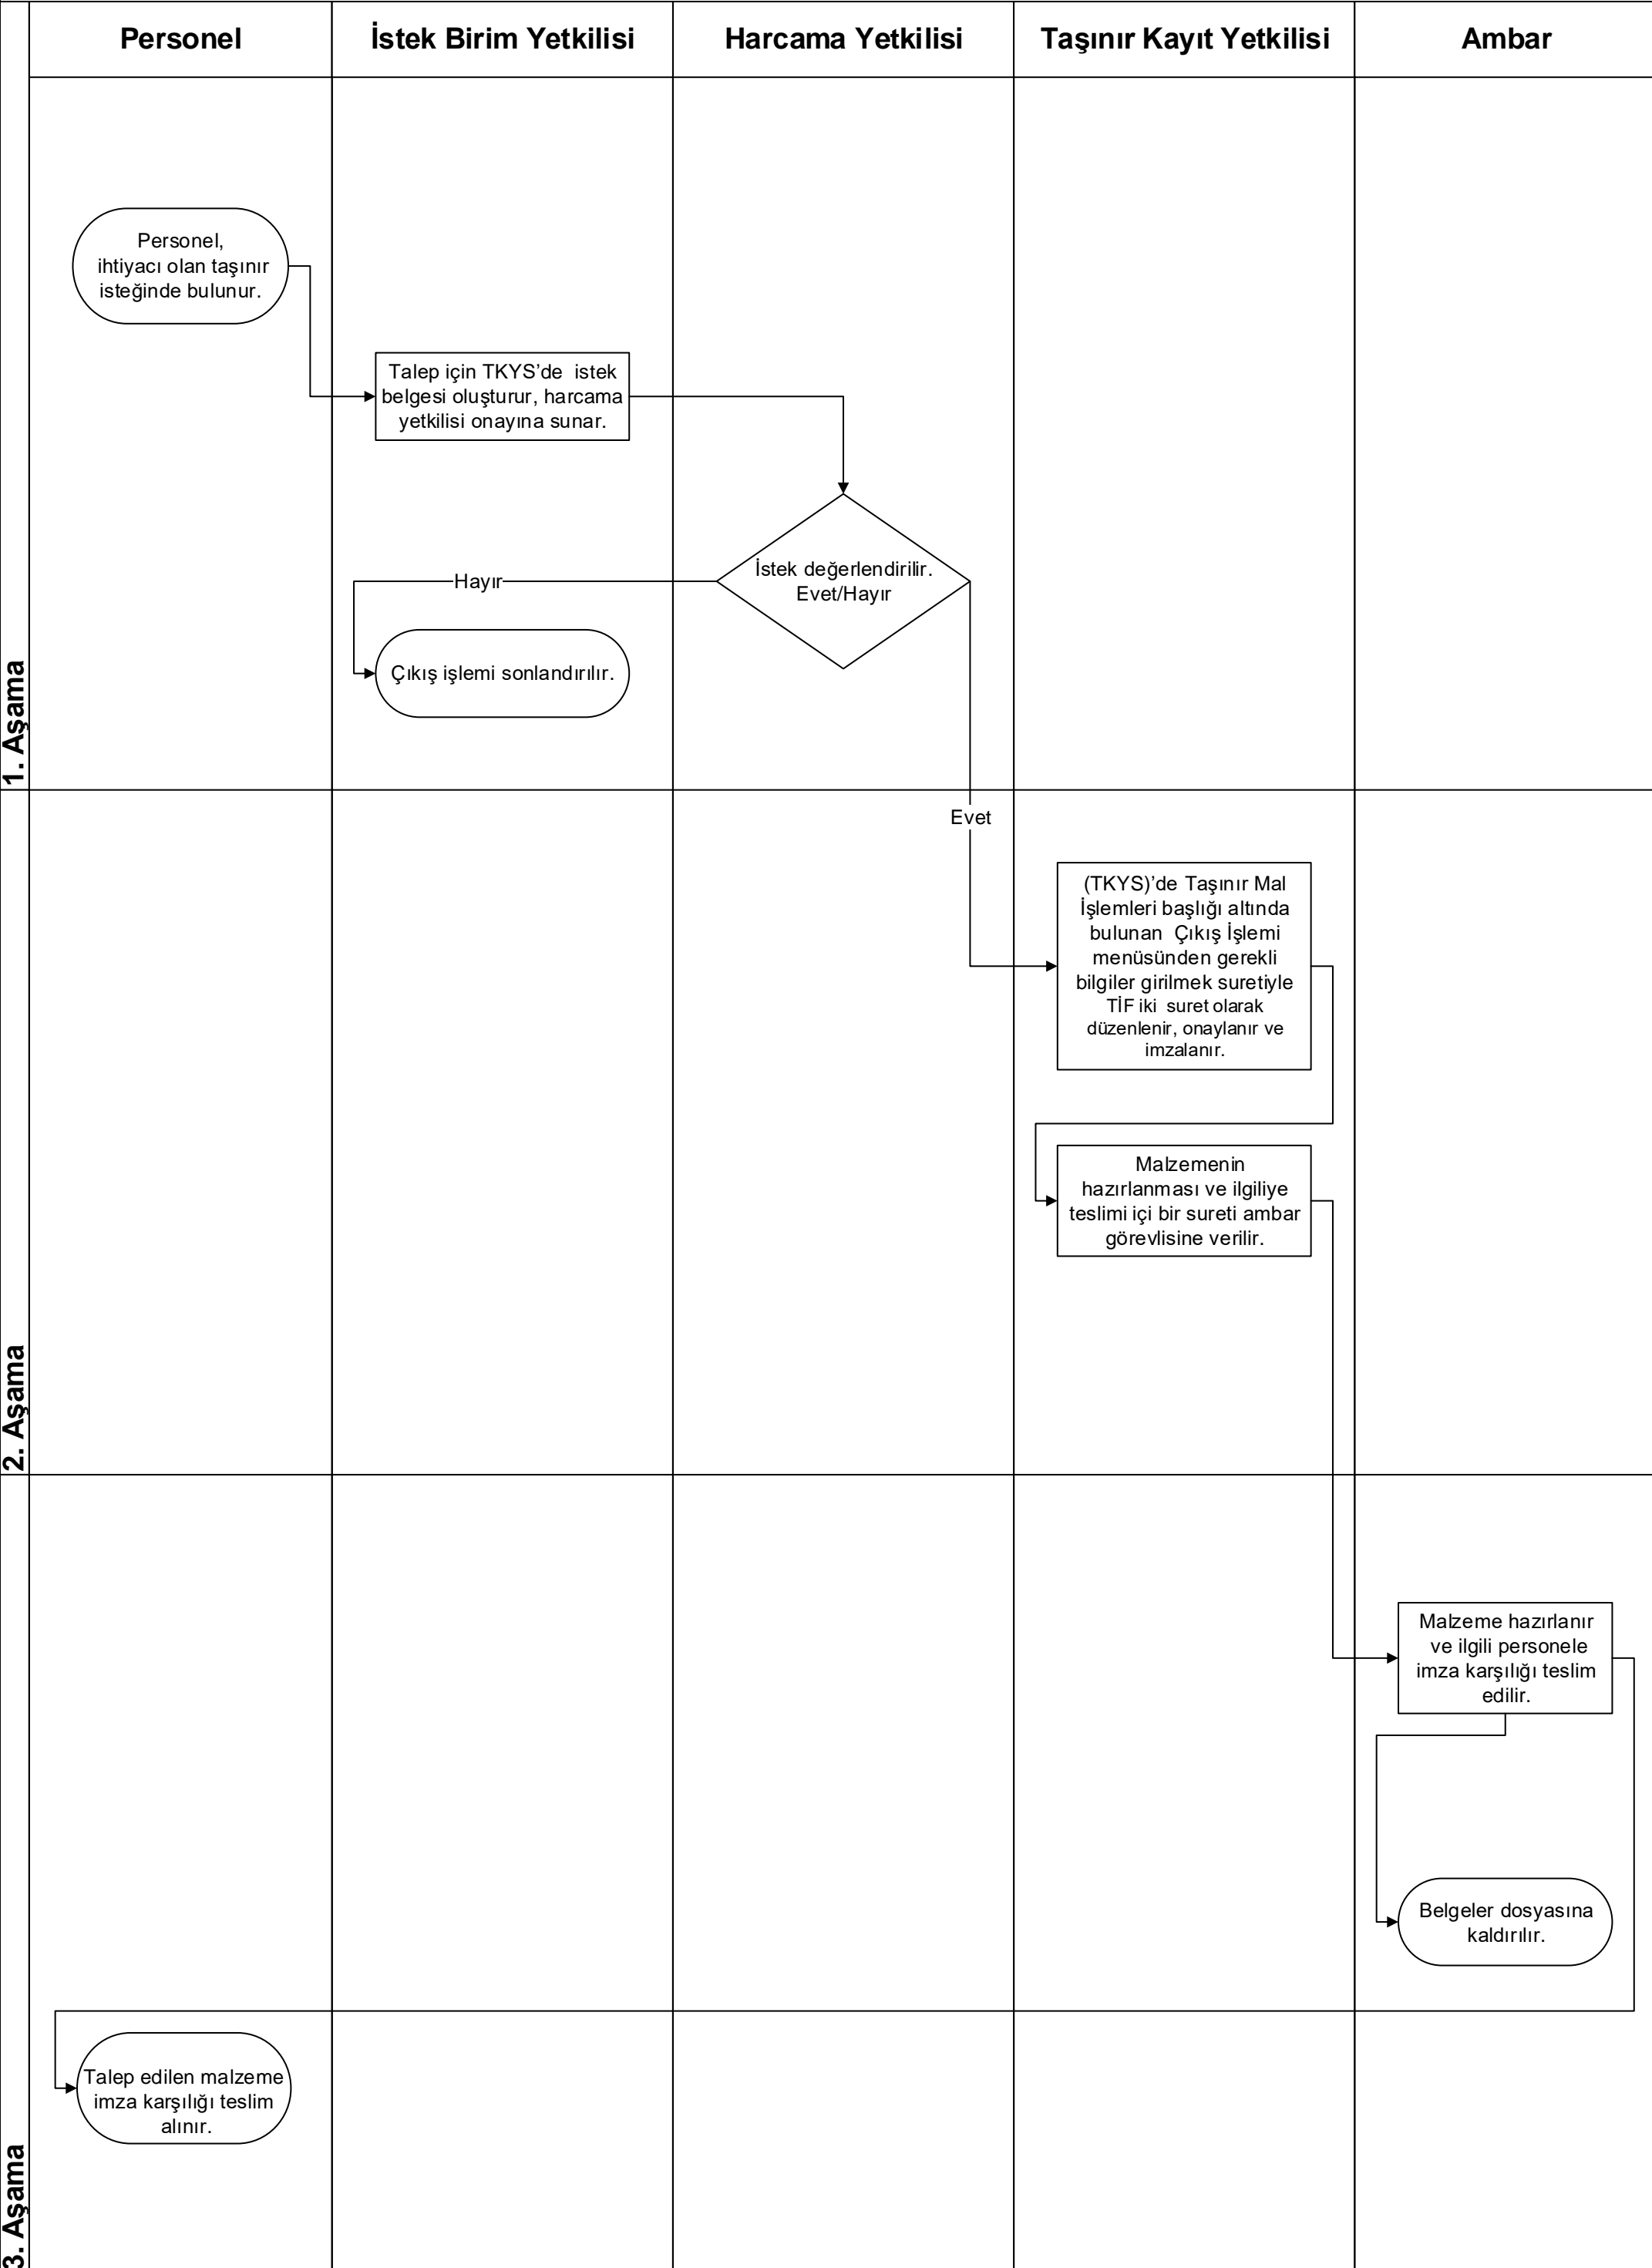 Personel
İstek Birim Yetkilisi
Harcama Yetkilisi
Taşınır Kayıt Yetkilisi
Ambar
1. Aşama
Personel,
ihtiyacı olan taşınır
isteğinde bulunur.
Talep için TKYS’de  istek
belgesi oluşturur, harcama
yetkilisi onayına sunar.
İstek değerlendirilir.
Evet/Hayır
Hayır
Çıkış işlemi sonlandırılır.
Evet
2. Aşama
(TKYS)’de Taşınır Mal
İşlemleri başlığı altında
bulunan  Çıkış İşlemi
menüsünden gerekli
bilgiler girilmek suretiyle
TİF iki  suret olarak
düzenlenir, onaylanır ve
imzalanır.
Malzemenin
hazırlanması ve ilgiliye
teslimi içi bir sureti ambar
görevlisine verilir.
3. Aşama
Malzeme hazırlanır
ve ilgili personele
imza karşılığı teslim
edilir.
Belgeler dosyasına
kaldırılır.
Talep edilen malzeme
imza karşılığı teslim
alınır.